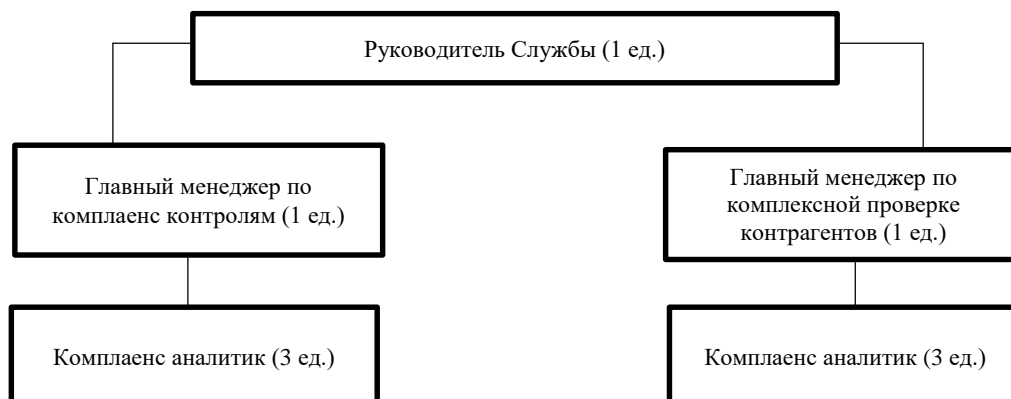 Руководитель Службы (1 ед.)
Главный менеджер по
комплаенс контролям (1 ед.)
Главный менеджер по
комплексной проверке
контрагентов (1 ед.)
Комплаенс аналитик (3 ед.)
Комплаенс аналитик (3 ед.)